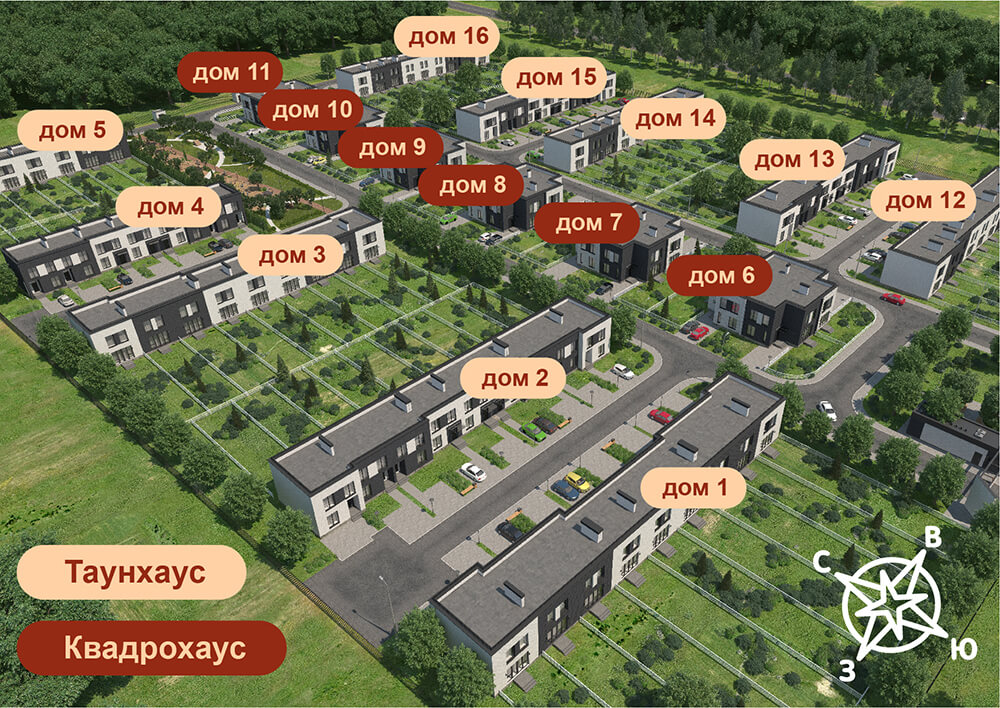 дом 16
дом 11
дом 15
дом 10
дом 14
дом 5
дом 9
дом 13
дом 8
дом 12
дом 4
дом 7
дом 3
дом 6
дом 2
дом 1
В
С
Таунхаус
Ю
Квадрохаус
З